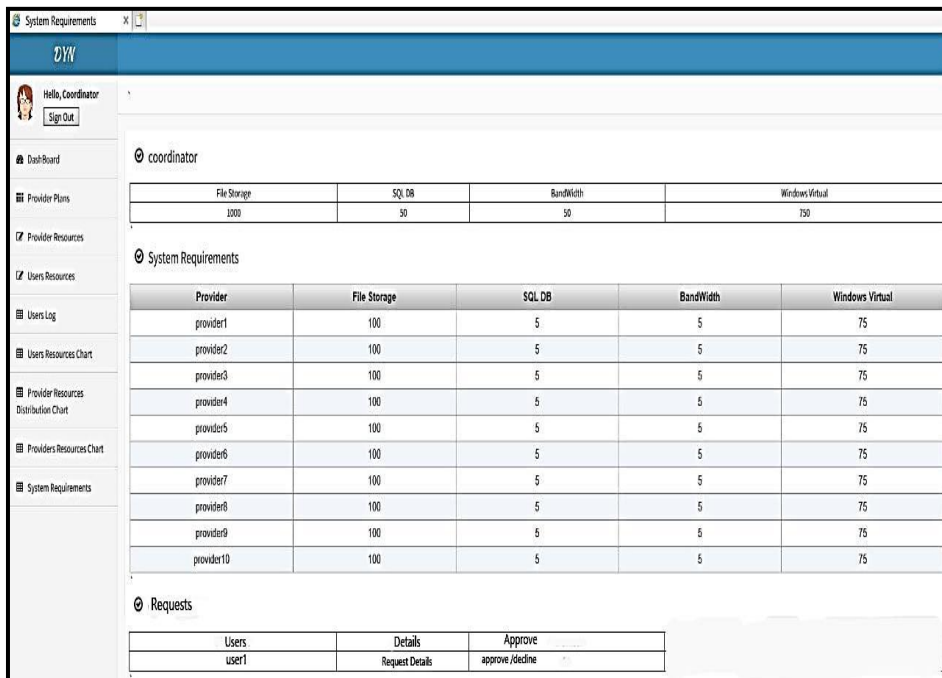 System Requirements x
DYN
Hello, Coordinator
Sign Out
DashBoard
Provider Plans
Provider Resources
Users Resources
Users Log
Users Resources Chart
Provider Resources
Distribution Chart
Providers Resources Chart
System Requirements
coordinator
File Storage SQL DB BandWidth Windows Virtual
1000 50 50 750
System Requirements
Provider File Storage SQL DB BandWidth Windows Virtual
provider1 100 5 5 75
provider2 100 5 5 75
provider3 100 5 5 75
provider4 100 5 5 75
provider5 100 5 5 75
provider6 100 5 5 75
provider7 100 5 5 75
provider8 100 5 5 75
provider9 100 5 5 75
provider10 100 5 5 75
Requests
Users Details Approve
user1 Request Details approve /decline